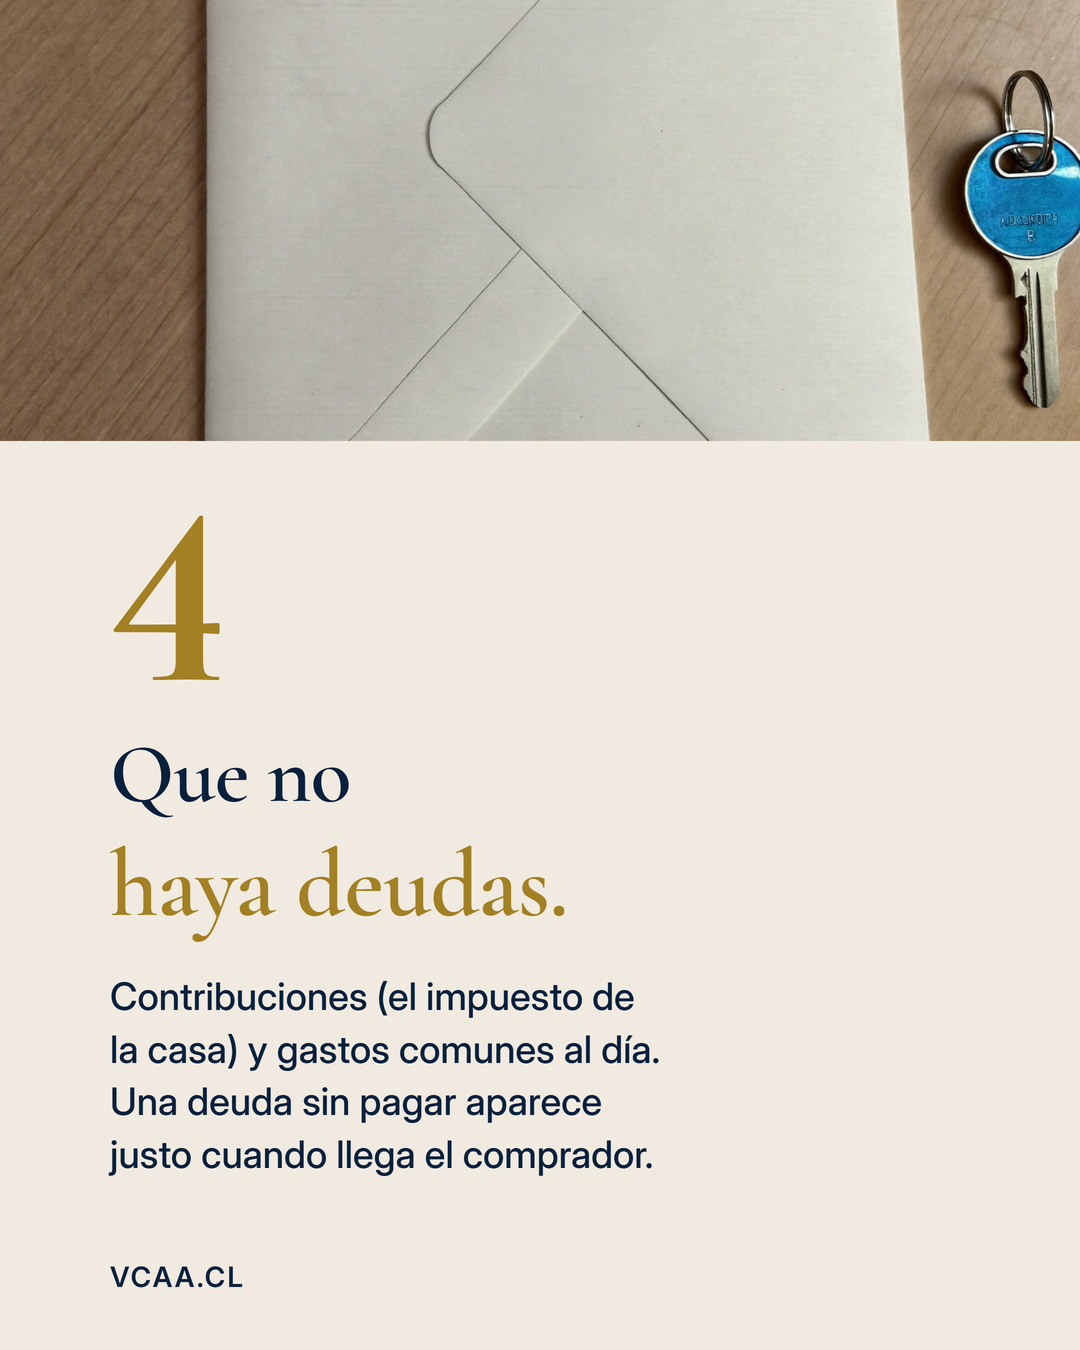 4
Que no
haya deudas.
Contribuciones (el impuesto de
la casa) y gastos comunes al día.
Una deuda sin pagar aparece
justo cuando llega el comprador.
VCAA.CL